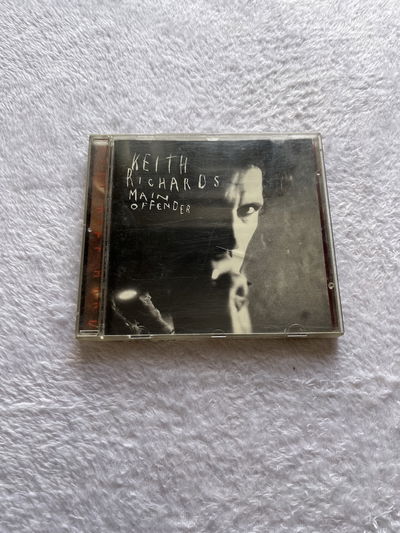 KEITH
RICHARDS
MAIN
OFFENDER